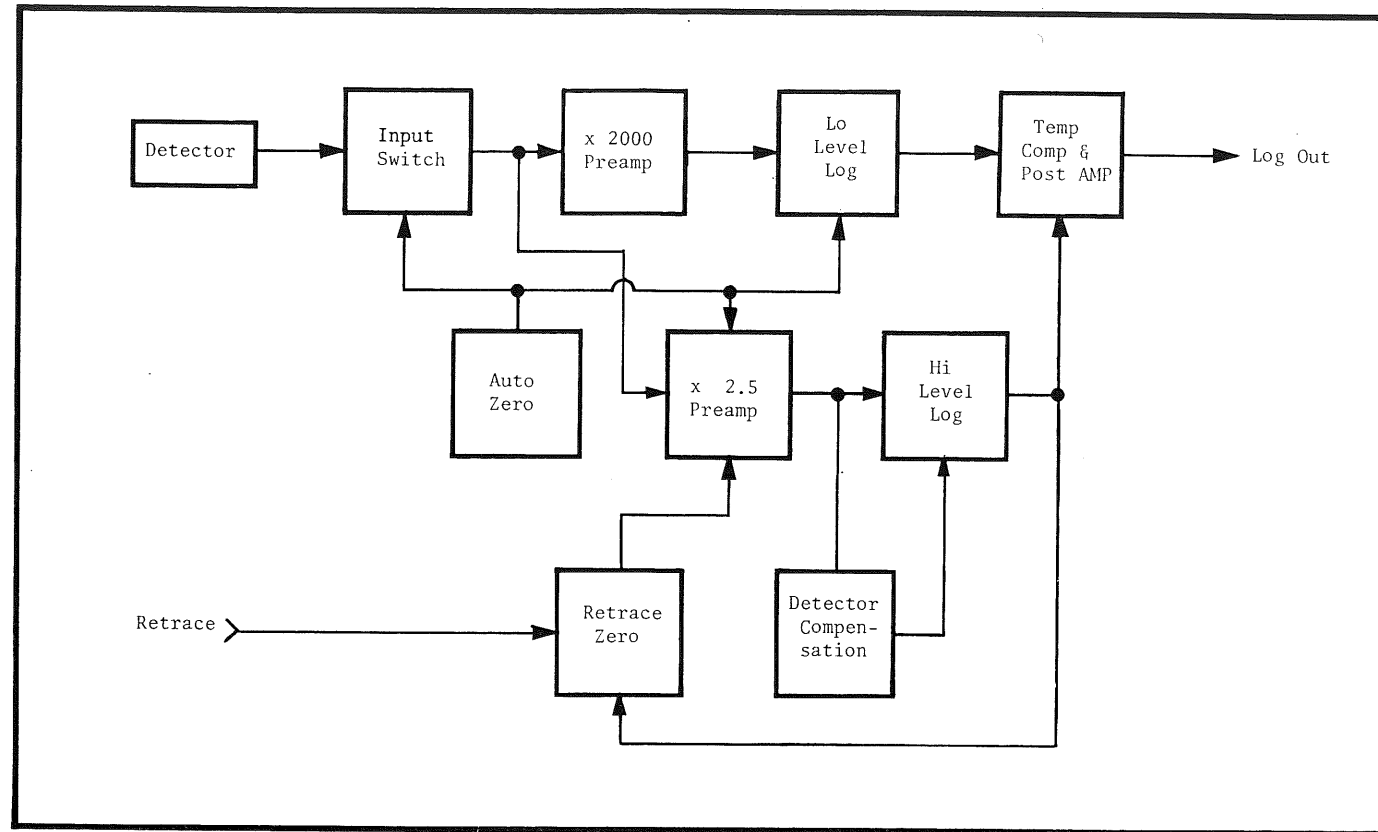 Detector
Input
Switch
x 2000
Preamp
Lo
Level
Log
Temp
Comp &
Post AMP
Log Out
Auto
Zero
x 2.5
Preamp
Hi
Level
Log
Retrace
Retrace
Zero
Detector
Compen-
sation